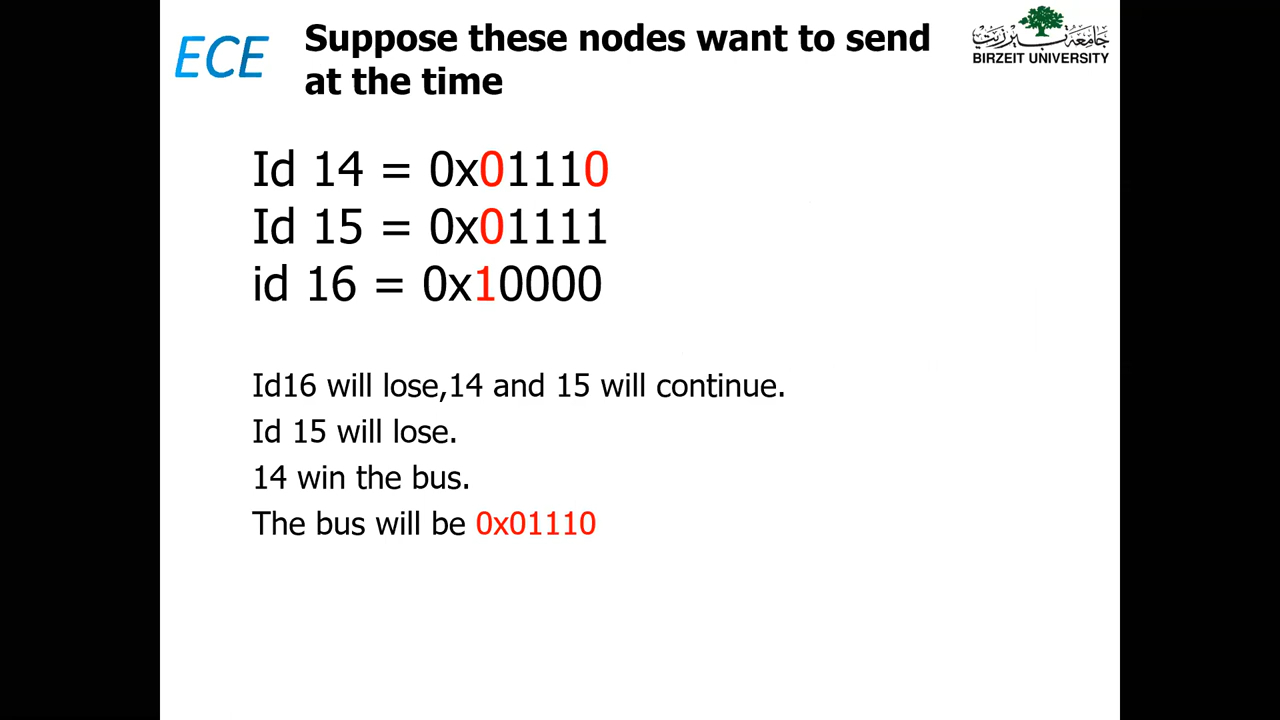 ECE
Suppose these nodes want to send
at the time
جامعة بيرزيت
BIRZEIT UNIVERSITY
Id 14 = 0x01110
Id 15 = 0x01111
id 16 = 0x10000
Id16 will lose,14 and 15 will continue.
Id 15 will lose.
14 win the bus.
The bus will be 0x01110